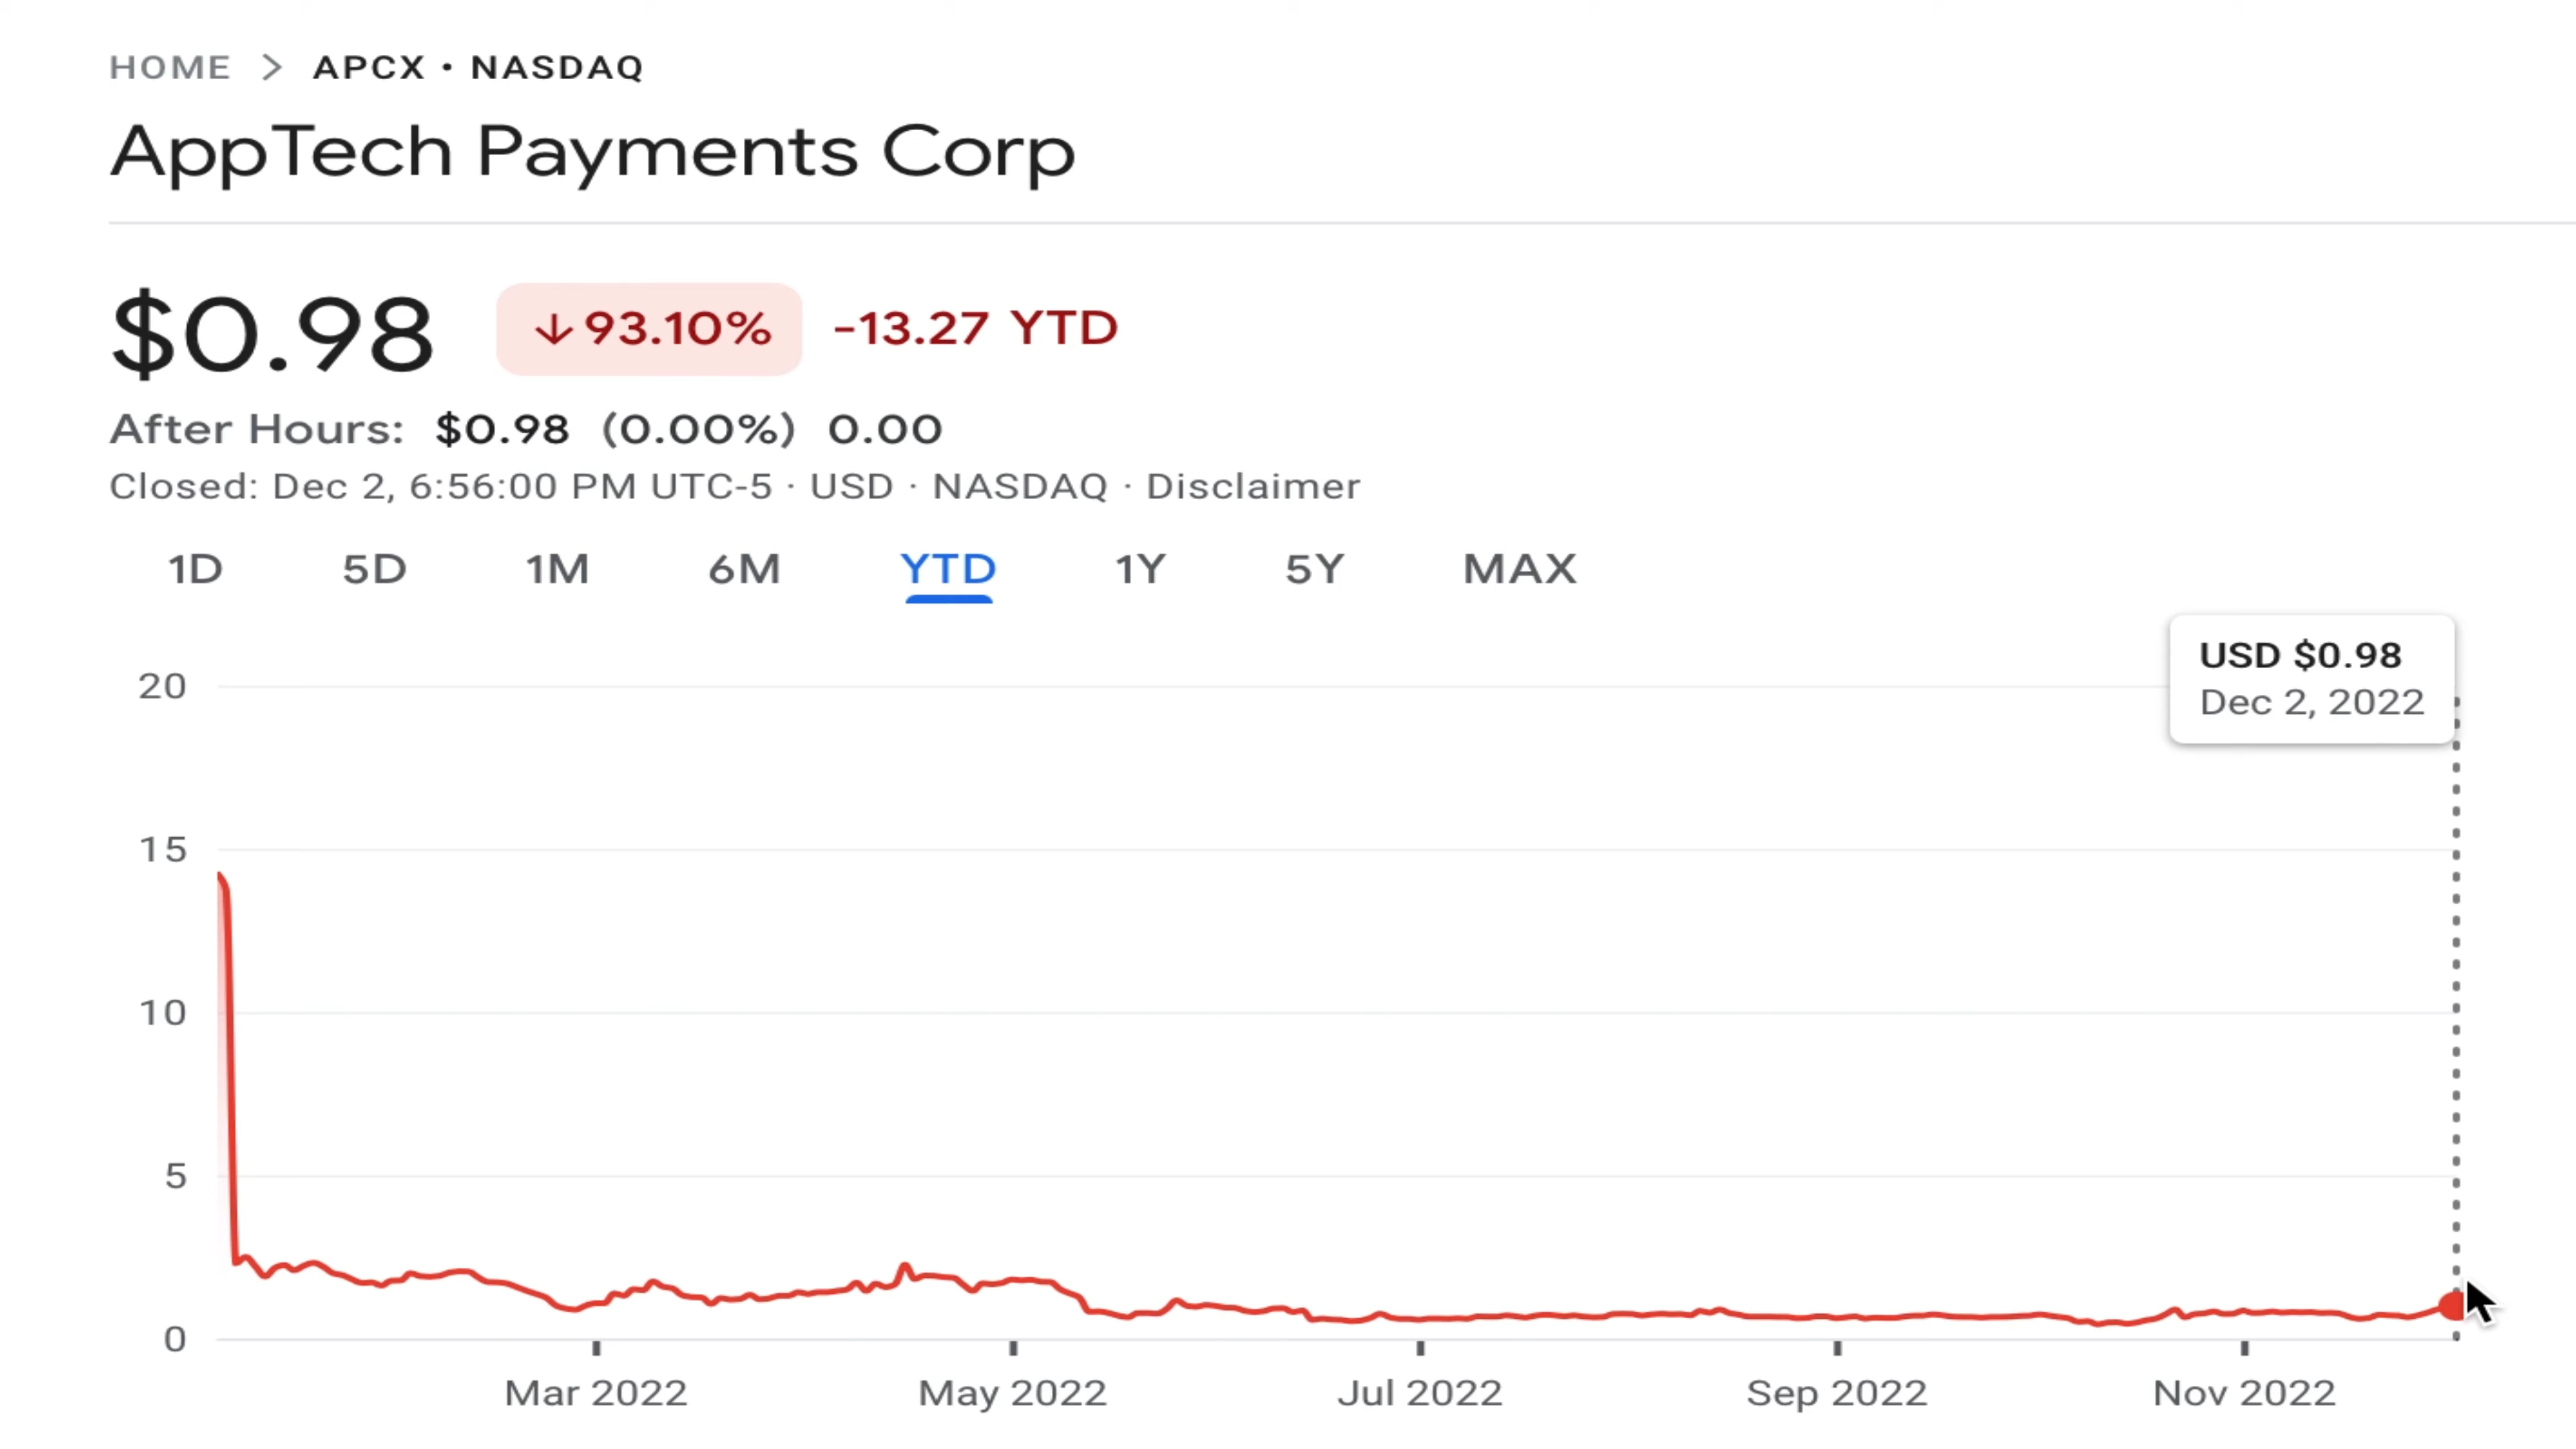 HOME > APCX • NASDAQ
AppTech Payments Corp
$0.98 ↓93.10% -13.27 YTD
After Hours: $0.98 (0.00%) 0.00
Closed: Dec 2, 6:56:00 PM UTC-5 · USD · NASDAQ · Disclaimer
1D 5D 1M 6M YTD 1Y 5Y MAX
USD $0.98
Dec 2, 2022
20
15
10
5
0
Mar 2022 May 2022 Jul 2022 Sep 2022 Nov 2022